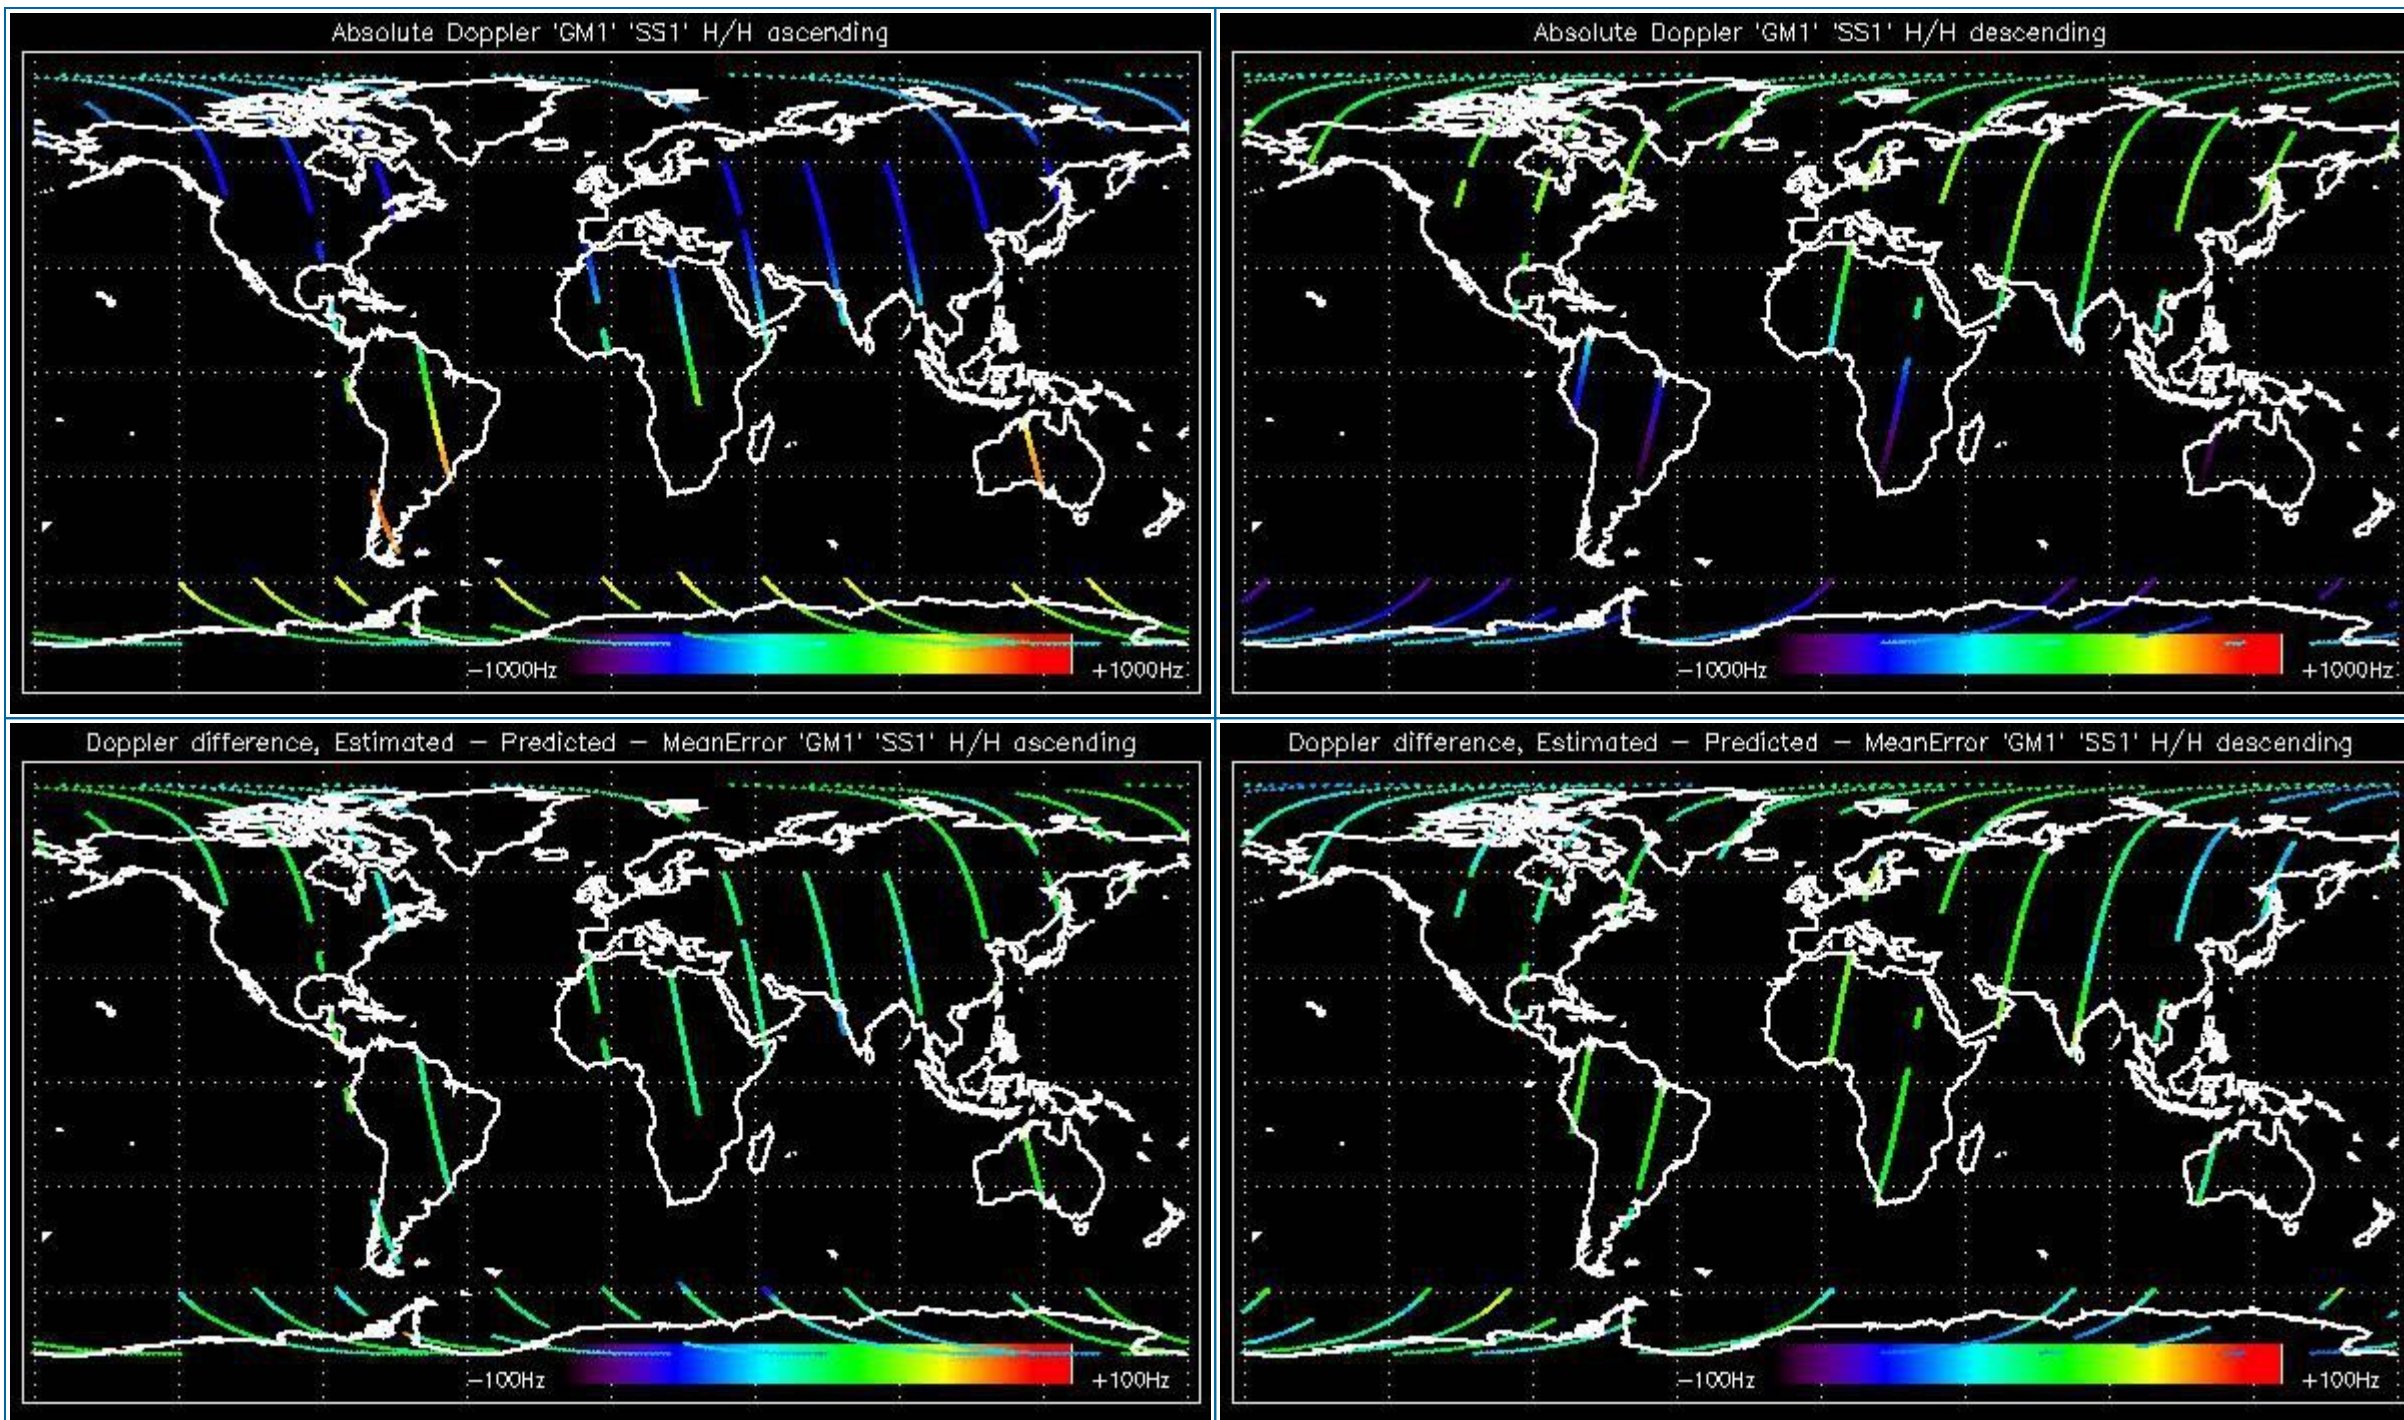 Absolute Doppler 'GM1' 'SS1' H/H ascending
-1000Hz +1000Hz
Absolute Doppler 'GM1' 'SS1' H/H descending
-1000Hz +1000Hz
Doppler difference, Estimated - Predicted - MeanError 'GM1' 'SS1' H/H ascending
-100Hz +100Hz
Doppler difference, Estimated - Predicted - MeanError 'GM1' 'SS1' H/H descending
-100Hz +100Hz